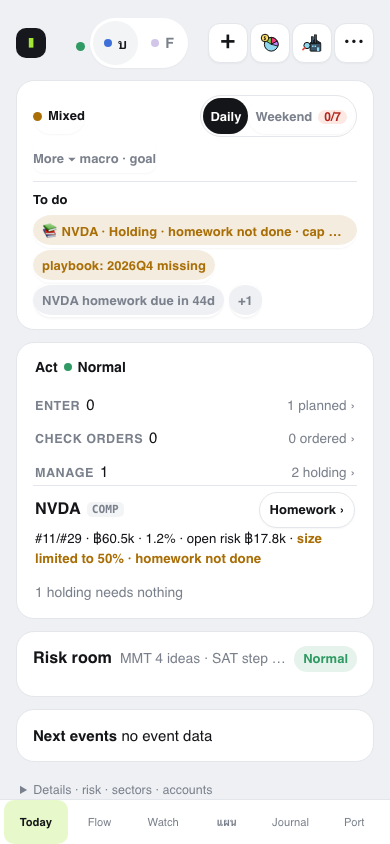 บ F + ...
Mixed Daily Weekend 0/7
More ▾ macro · goal
To do
📚 NVDA · Holding · homework not done · cap ...
playbook: 2026Q4 missing
NVDA homework due in 44d +1
Act Normal
ENTER 0 1 planned ›
CHECK ORDERS 0 0 ordered ›
MANAGE 1 2 holding ›
NVDA COMP Homework ›
#11/#29 · ฿60.5k · 1.2% · open risk ฿17.8k · size
limited to 50% · homework not done
1 holding needs nothing
Risk room MMT 4 ideas · SAT step ... Normal
Next events no event data
▶ Details · risk · sectors · accounts
Today Flow Watch แผน Journal Port